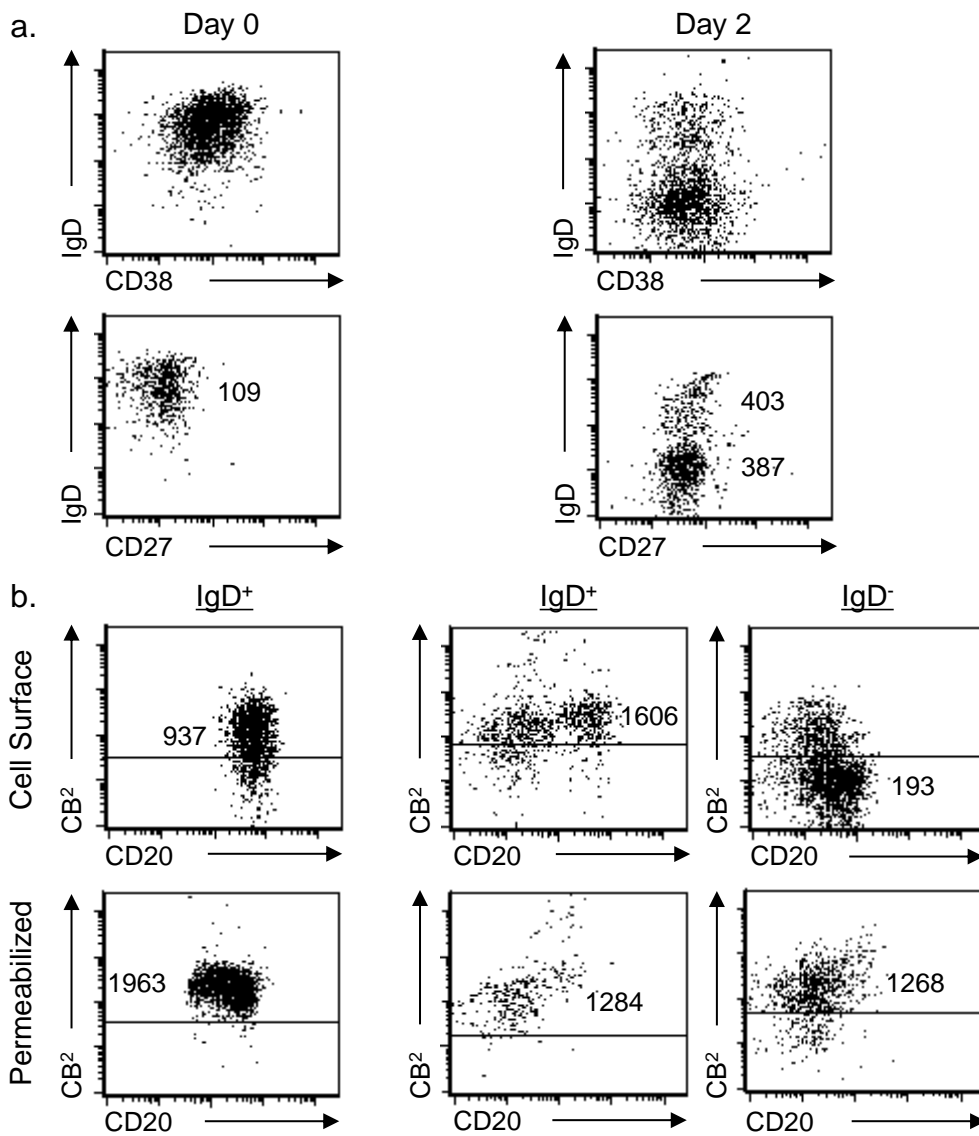 a.
Day 0
Day 2
IgD
CD38
IgD
CD38
109
IgD
CD27
403
387
IgD
CD27
b.
IgD⁺
IgD⁺
IgD⁻
Cell Surface
937
CB²
CD20
1606
CB²
CD20
193
CB²
CD20
Permeabilized
1963
CB²
CD20
1284
CB²
CD20
1268
CB²
CD20